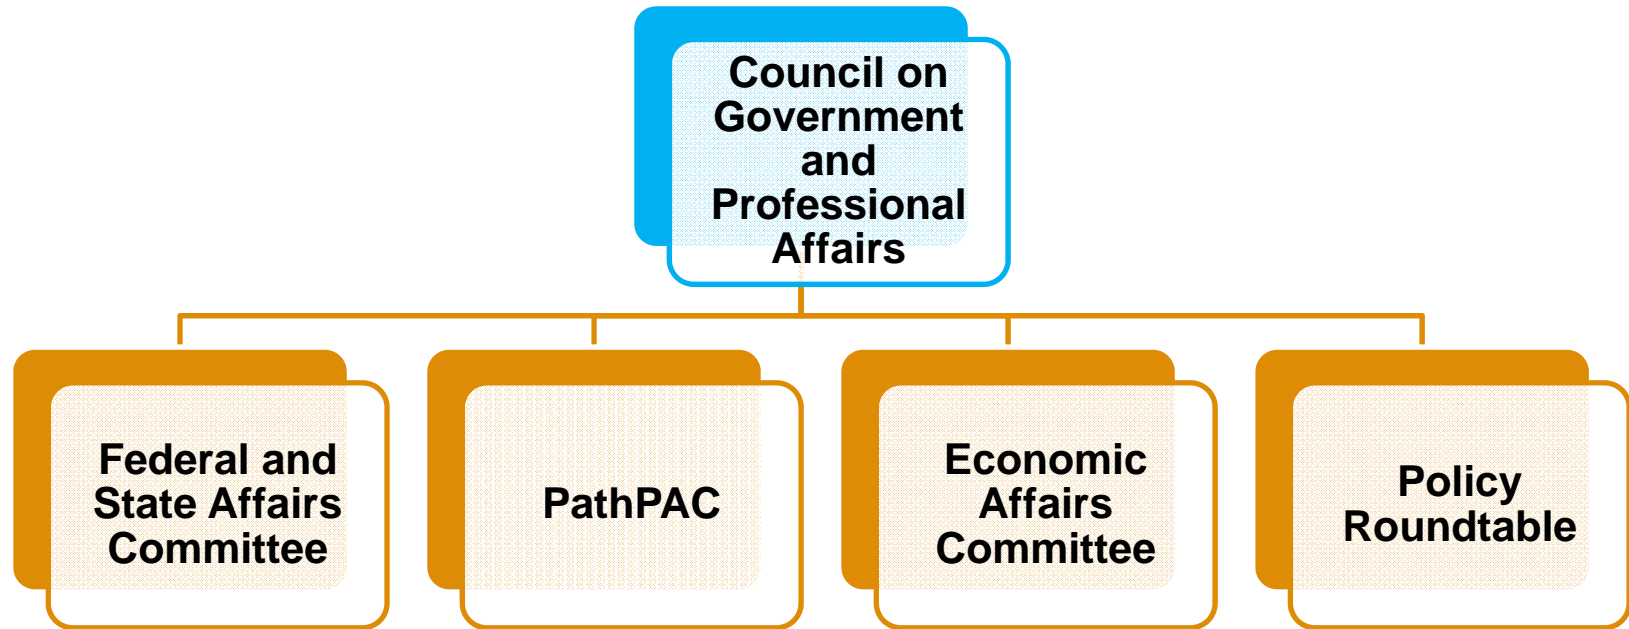 Council on
Government
and
Professional
Affairs
Federal and
State Affairs
Committee
PathPAC
Economic
Affairs
Committee
Policy
Roundtable